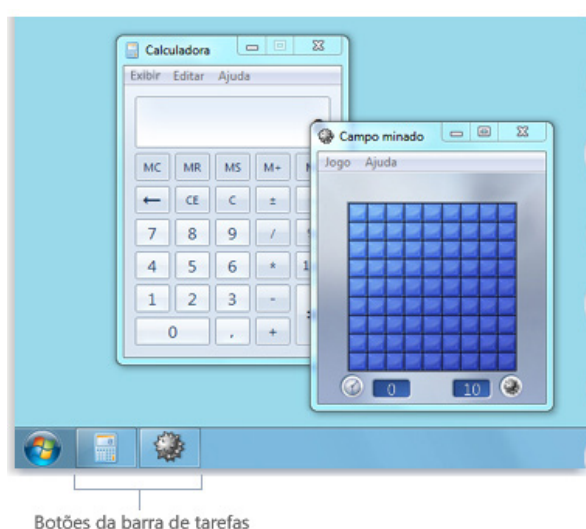 Calculadora
Exibir Editar Ajuda
MC MR MS M+
← CE C ±
7 8 9 /
4 5 6 *
1 2 3 -
0 , +
Campo minado
Jogo Ajuda
0 10
Botões da barra de tarefas